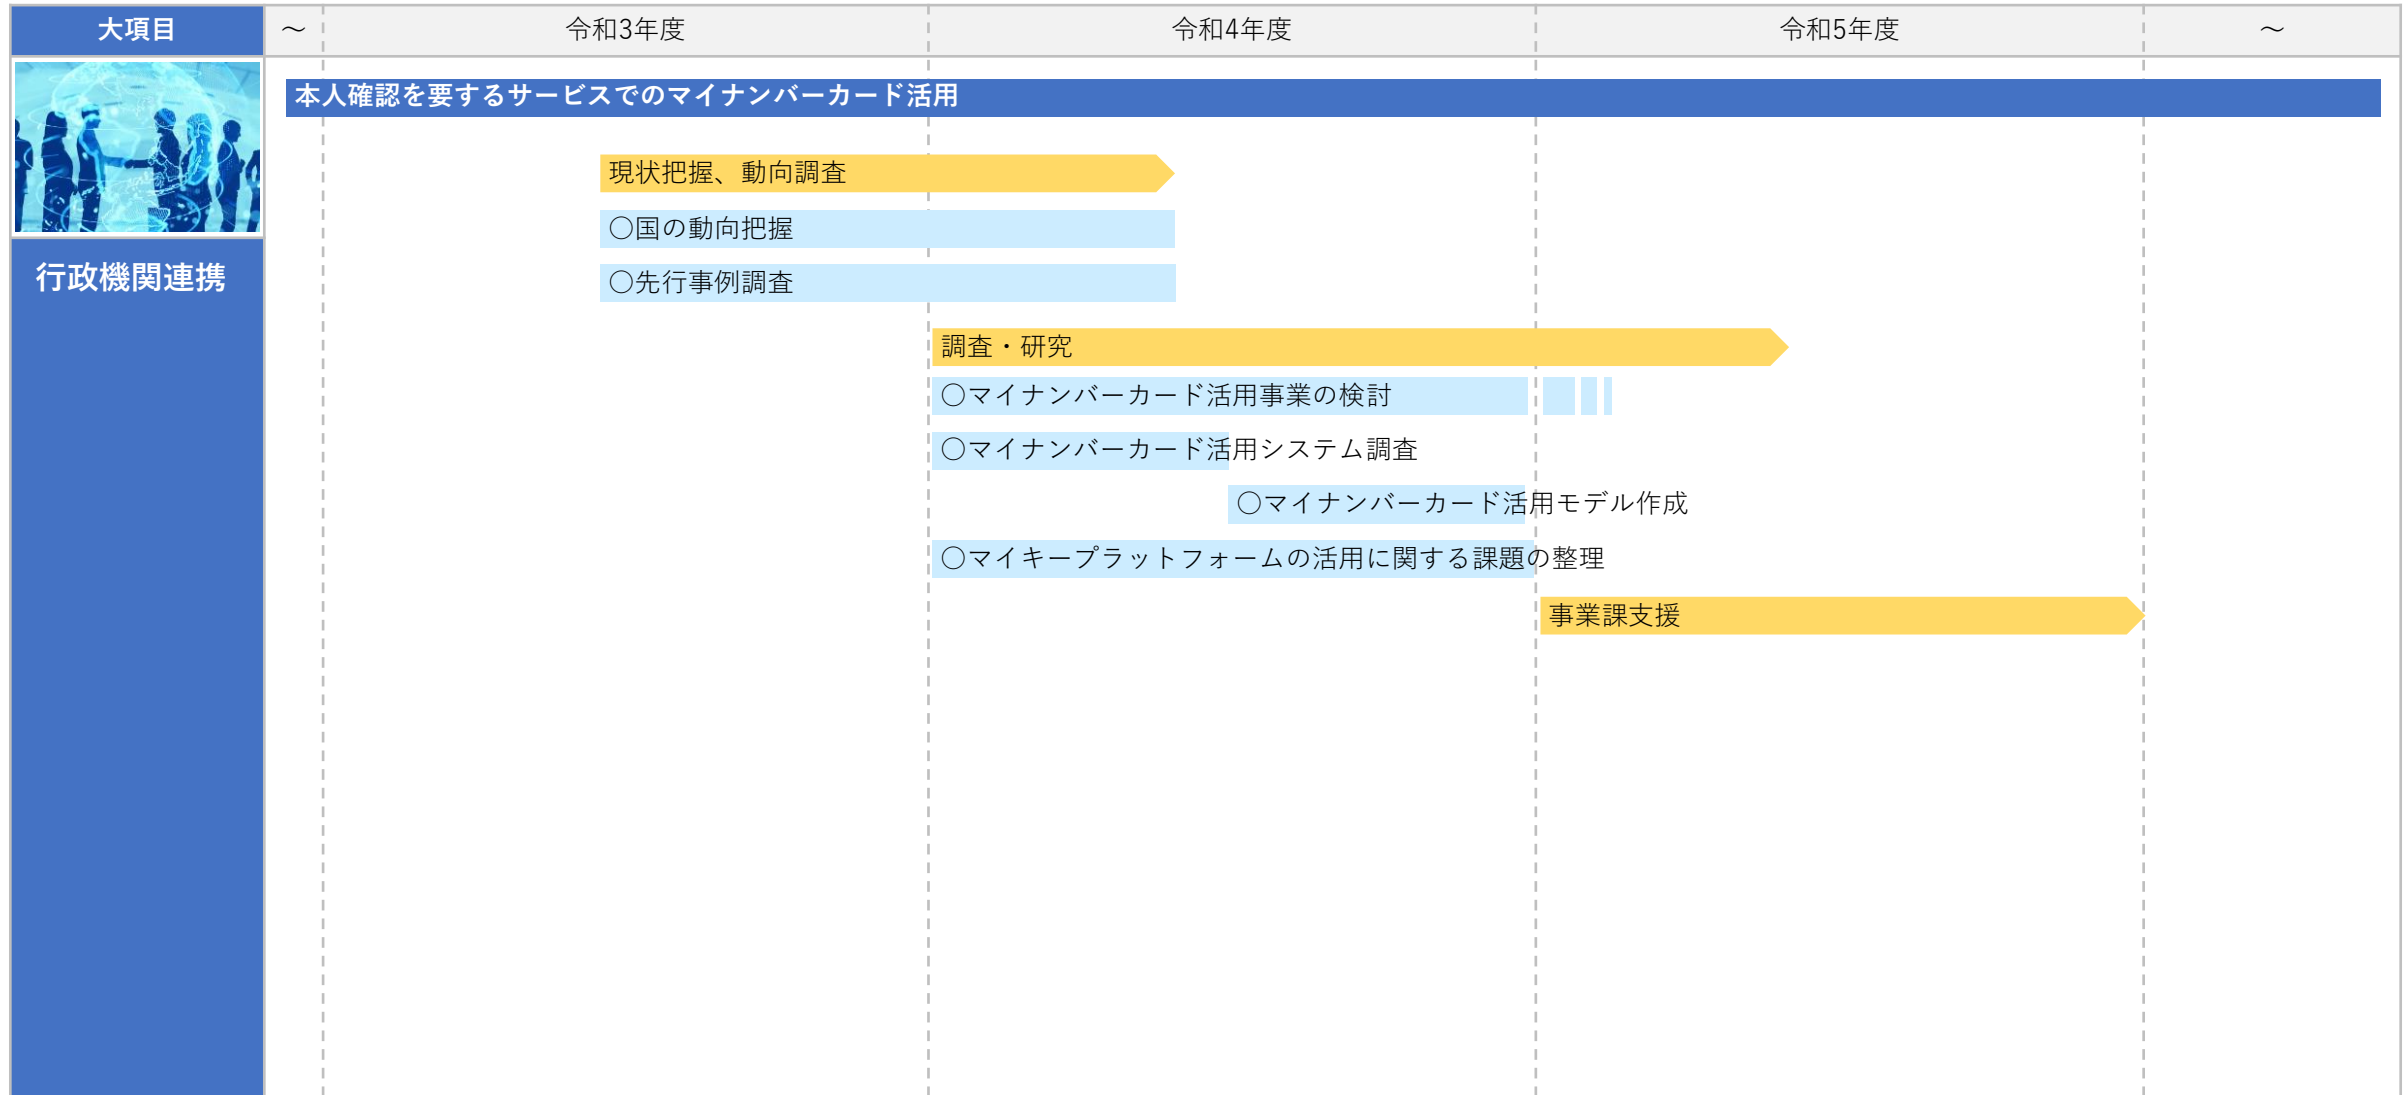 大項目
～
令和3年度
令和4年度
令和5年度
～
本人確認を要するサービスでのマイナンバーカード活用
行政機関連携
現状把握、動向調査
○国の動向把握
○先行事例調査
調査・研究
○マイナンバーカード活用事業の検討
○マイナンバーカード活用システム調査
○マイナンバーカード活用モデル作成
○マイキープラットフォームの活用に関する課題の整理
事業課支援